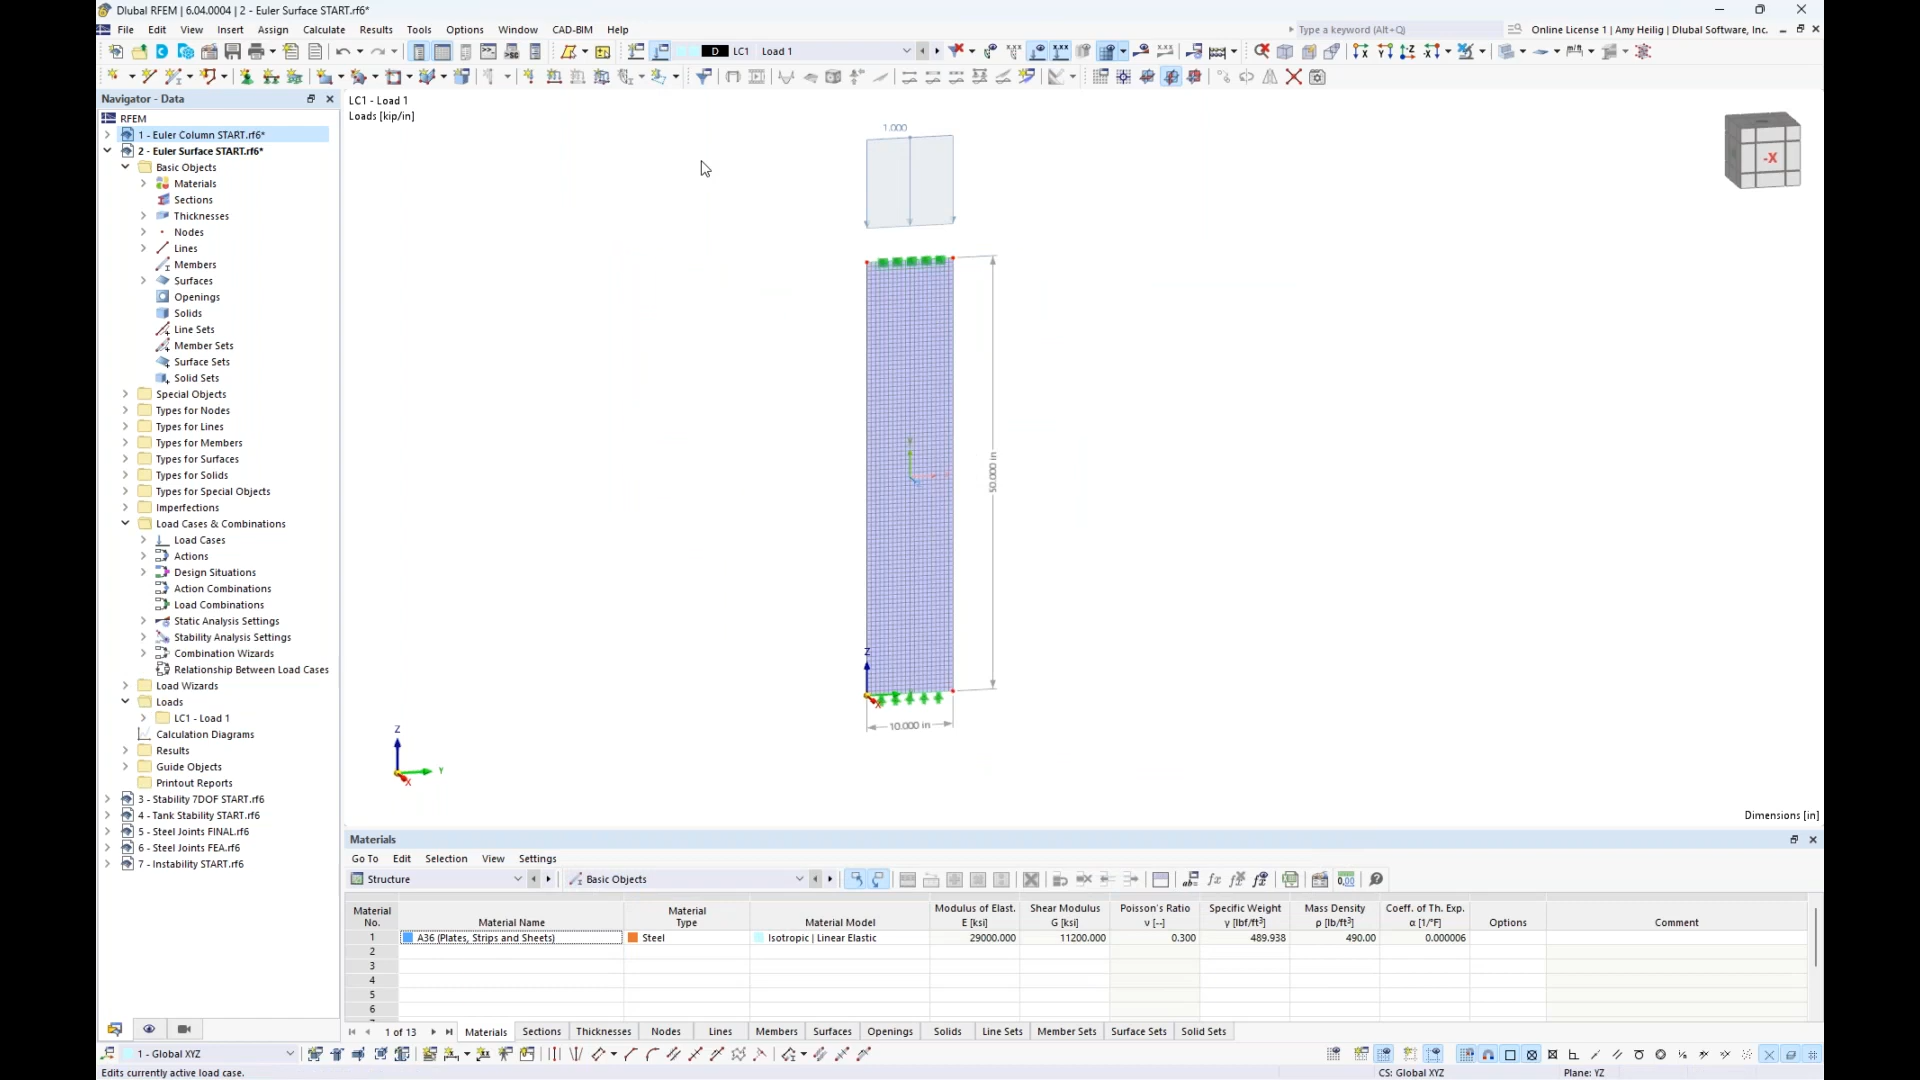 Dlubal RFEM | 6.04.0004 | 2 - Euler Surface START.rf6*
File Edit View Insert Assign Calculate Results Tools Options Window CAD-BIM Help
Type a keyword (Alt+Q)
Online License 1 | Amy Heilig | Dlubal Software, Inc.
D LC1 Load 1
Navigator - Data
RFEM
1 - Euler Column START.rf6*
2 - Euler Surface START.rf6*
Basic Objects
Materials
Sections
Thicknesses
Nodes
Lines
Members
Surfaces
Openings
Solids
Line Sets
Member Sets
Surface Sets
Solid Sets
Special Objects
Types for Nodes
Types for Lines
Types for Members
Types for Surfaces
Types for Solids
Types for Special Objects
Imperfections
Load Cases & Combinations
Load Cases
Actions
Design Situations
Action Combinations
Load Combinations
Static Analysis Settings
Stability Analysis Settings
Combination Wizards
Relationship Between Load Cases
Load Wizards
Loads
LC1 - Load 1
Calculation Diagrams
Results
Guide Objects
Printout Reports
3 - Stability 7DOF START.rf6
4 - Tank Stability START.rf6
5 - Steel Joints FINAL.rf6
6 - Steel Joints FEA.rf6
7 - Instability START.rf6
1 - Global XYZ
Edits currently active load case.
LC1 - Load 1
Loads [kip/in]
1.000
50.000 in
Z
X
10.000 in
Z
Y
X
-X
Dimensions [in]
Materials
Go To Edit Selection View Settings
Structure
Basic Objects
Material No. Material Name Material Type Material Model Modulus of Elast. E [ksi] Shear Modulus G [ksi] Poisson's Ratio ν [--] Specific Weight γ [lbf/ft³] Mass Density ρ [lb/ft³] Coeff. of Th. Exp. α [1/°F] Options Comment
1 A36 (Plates, Strips and Sheets) Steel Isotropic | Linear Elastic 29000.000 11200.000 0.300 489.938 490.00 0.000006
2
3
4
5
6
1 of 13 Materials Sections Thicknesses Nodes Lines Members Surfaces Openings Solids Line Sets Member Sets Surface Sets Solid Sets
CS: Global XYZ
Plane: YZ